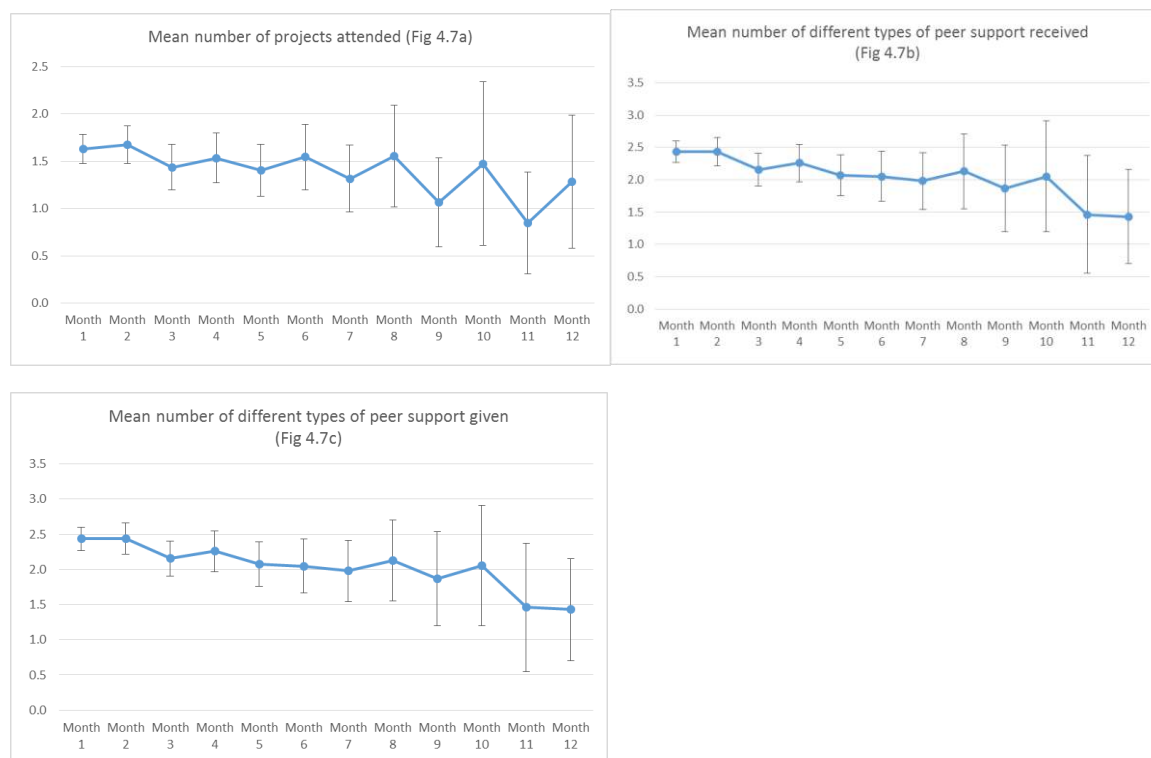 Mean number of projects attended (Fig 4.7a)
2.5
2.0
1.5
1.0
0.5
0.0
Month Month Month Month Month Month Month Month Month Month Month Month
1 2 3 4 5 6 7 8 9 10 11 12
Mean number of different types of peer support received
(Fig 4.7b)
3.5
3.0
2.5
2.0
1.5
1.0
0.5
0.0
Month Month Month Month Month Month Month Month Month Month Month Month
1 2 3 4 5 6 7 8 9 10 11 12
Mean number of different types of peer support given
(Fig 4.7c)
3.5
3.0
2.5
2.0
1.5
1.0
0.5
0.0
Month Month Month Month Month Month Month Month Month Month Month Month
1 2 3 4 5 6 7 8 9 10 11 12